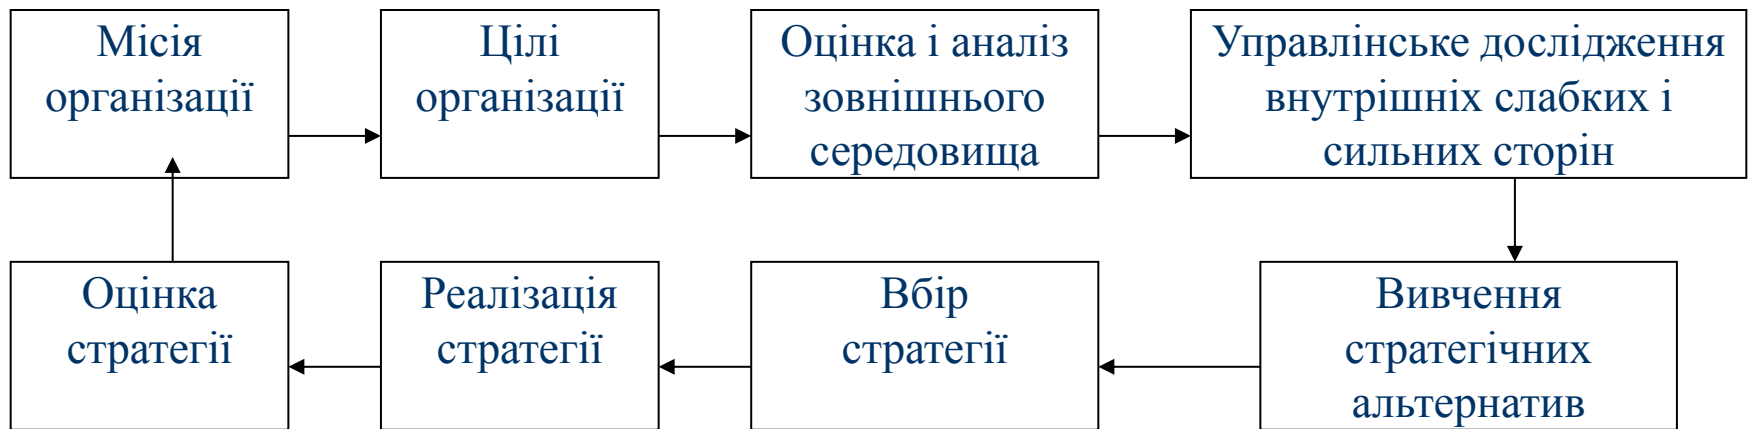 Місія
організації
Цілі
організації
Оцінка і аналіз
зовнішнього
середовища
Управлінське дослідження
внутрішніх слабких і
сильних сторін
Оцінка
стратегії
Реалізація
стратегії
Вбір
стратегії
Вивчення
стратегічних
альтернатив